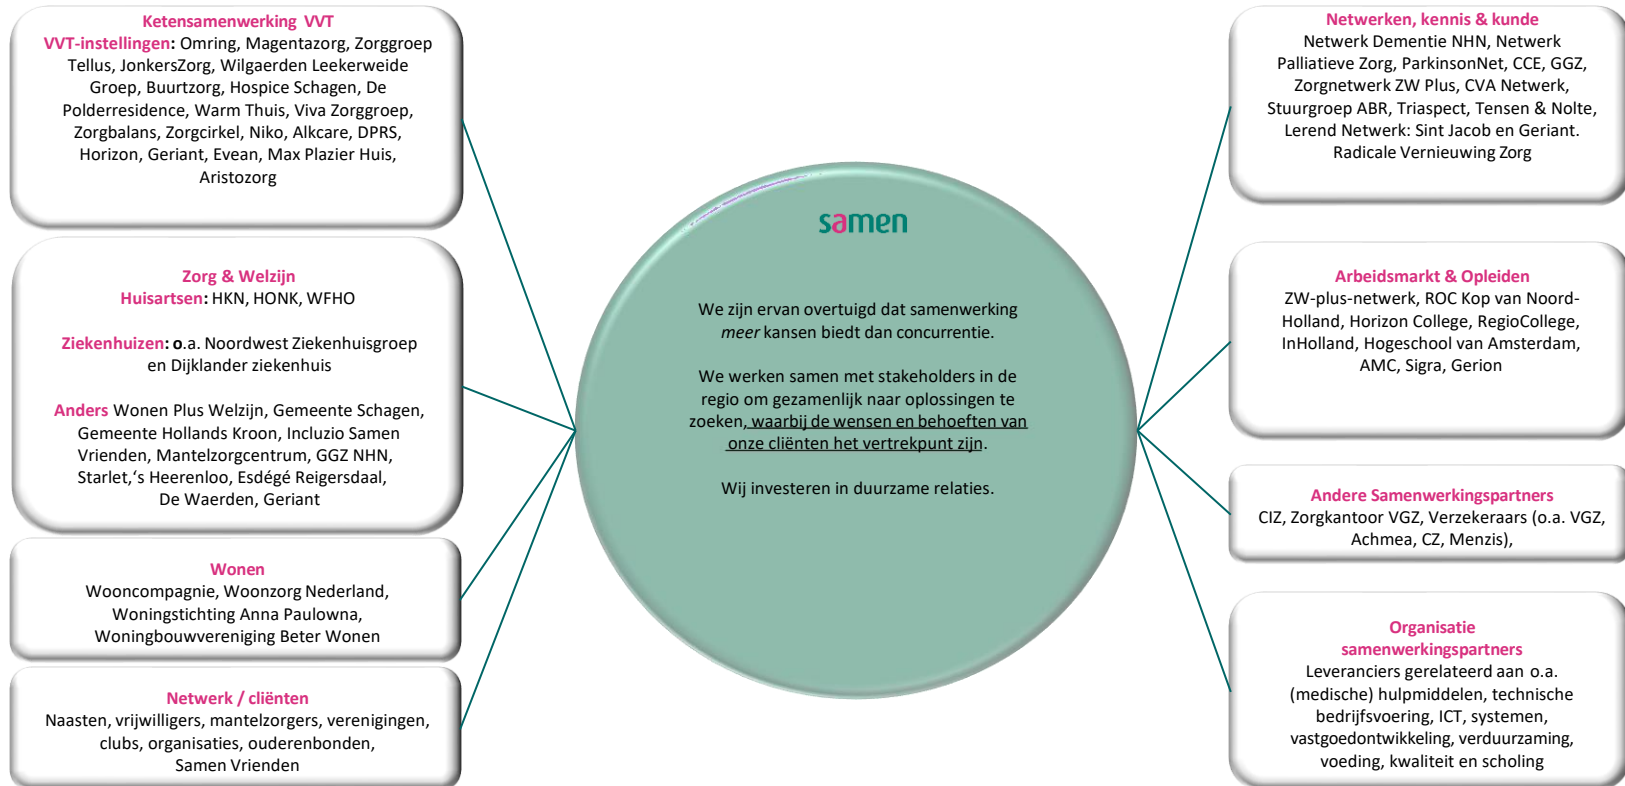 Ketensamenwerking VVT
VVT-instellingen: Omring, Magentazorg, Zorggroep
Tellus, JonkersZorg, Wilgaerden Leekerweide
Groep, Buurtzorg, Hospice Schagen, De
Polderresidence, Warm Thuis, Viva Zorggroep,
Zorgbalans, Zorgcirkel, Niko, Alkcare, DPRS,
Horizon, Geriant, Evean, Max Plazier Huis,
Aristozorg
Zorg & Welzijn
Huisartsen: HKN, HONK, WFHO
Ziekenhuizen: o.a. Noordwest Ziekenhuisgroep
en Dijklander ziekenhuis
Anders Wonen Plus Welzijn, Gemeente Schagen,
Gemeente Hollands Kroon, Incluzio Samen
Vrienden, Mantelzorgcentrum, GGZ NHN,
Starlet,‘s Heerenloo, Esdégé Reigersdaal,
De Waerden, Geriant
Wonen
Wooncompagnie, Woonzorg Nederland,
Woningstichting Anna Paulowna,
Woningbouwvereniging Beter Wonen
Netwerk / cliënten
Naasten, vrijwilligers, mantelzorgers, verenigingen,
clubs, organisaties, ouderenbonden,
Samen Vrienden
samen
We zijn ervan overtuigd dat samenwerking
meer kansen biedt dan concurrentie.
We werken samen met stakeholders in de
regio om gezamenlijk naar oplossingen te
zoeken, waarbij de wensen en behoeften van
onze cliënten het vertrekpunt zijn.
Wij investeren in duurzame relaties.
Netwerken, kennis & kunde
Netwerk Dementie NHN, Netwerk
Palliatieve Zorg, ParkinsonNet, CCE, GGZ,
Zorgnetwerk ZW Plus, CVA Netwerk,
Stuurgroep ABR, Triaspect, Tensen & Nolte,
Lerend Netwerk: Sint Jacob en Geriant.
Radicale Vernieuwing Zorg
Arbeidsmarkt & Opleiden
ZW-plus-netwerk, ROC Kop van Noord-
Holland, Horizon College, RegioCollege,
InHolland, Hogeschool van Amsterdam,
AMC, Sigra, Gerion
Andere Samenwerkingspartners
CIZ, Zorgkantoor VGZ, Verzekeraars (o.a. VGZ,
Achmea, CZ, Menzis),
Organisatie
samenwerkingspartners
Leveranciers gerelateerd aan o.a.
(medische) hulpmiddelen, technische
bedrijfsvoering, ICT, systemen,
vastgoedontwikkeling, verduurzaming,
voeding, kwaliteit en scholing